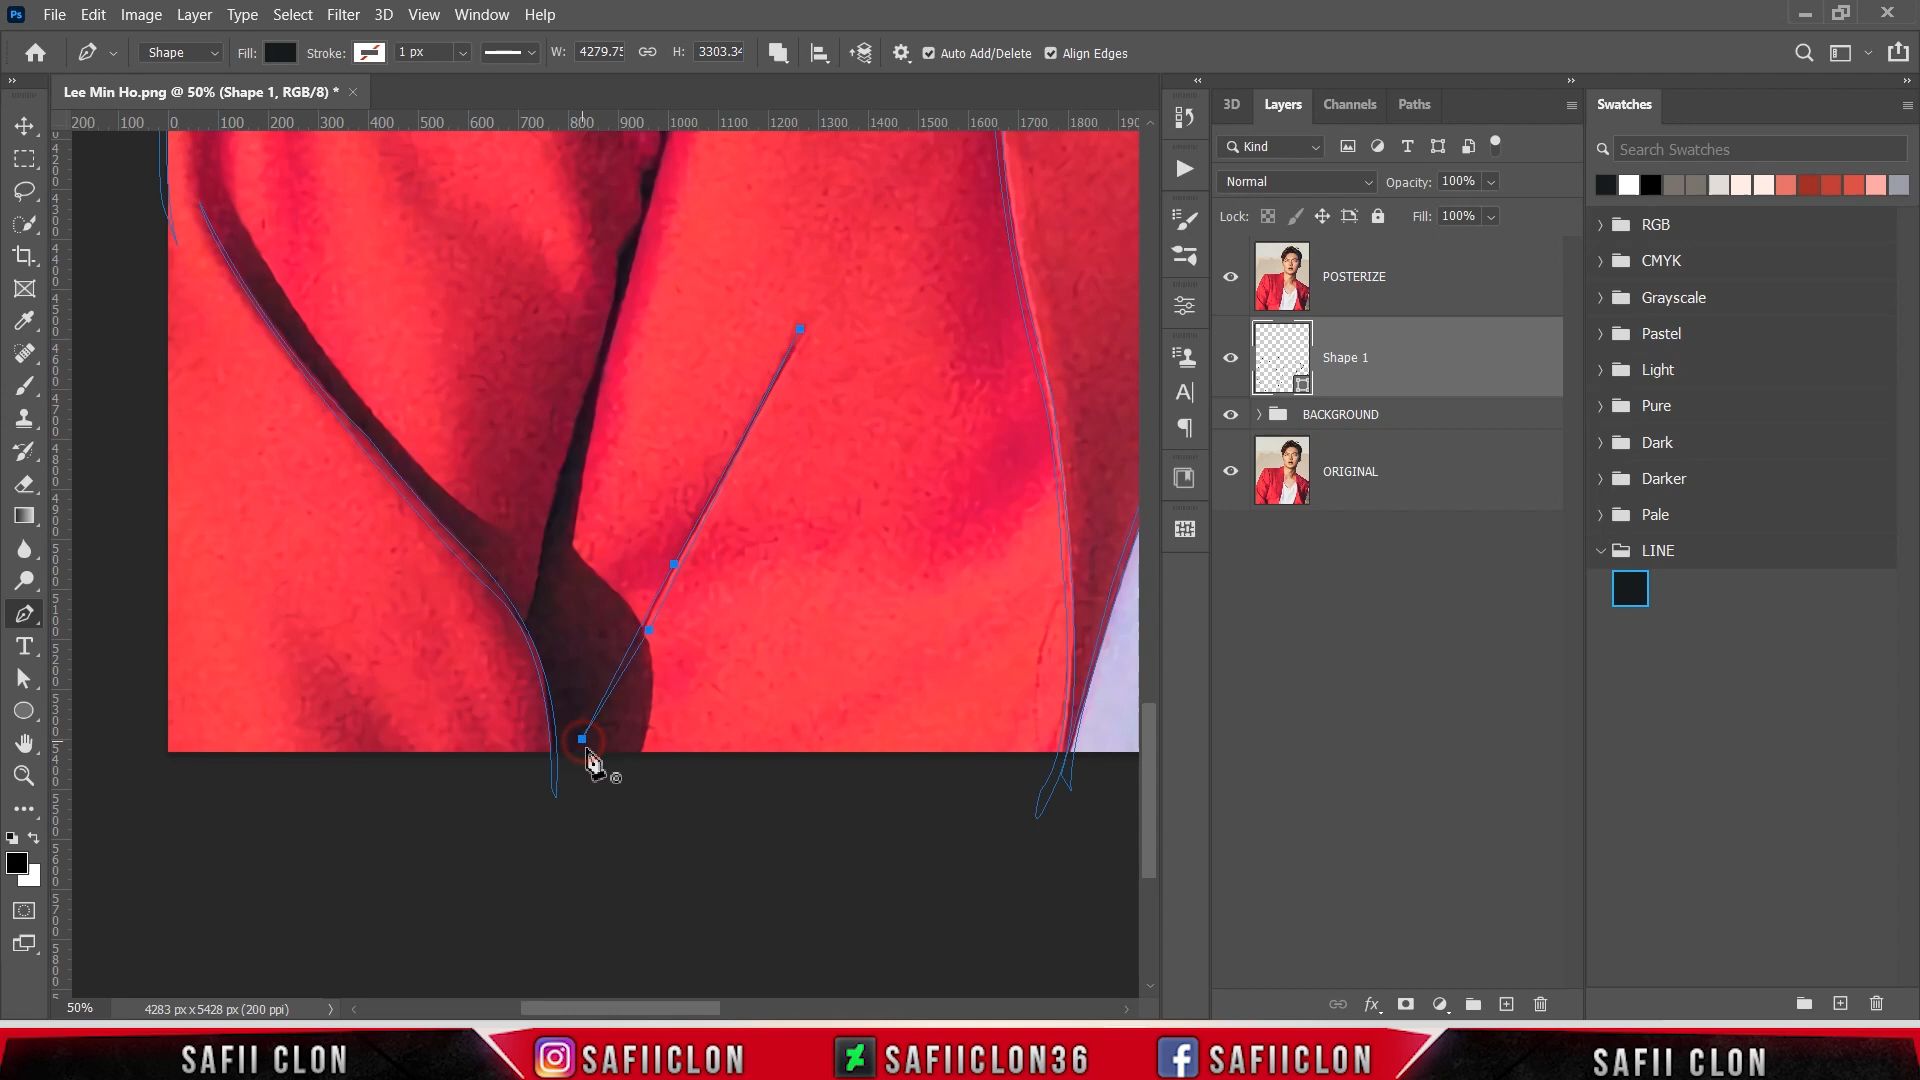 Ps File Edit Image Layer Type Select Filter 3D View Window Help
Shape Fill: Stroke: 1 px W: 4279.75 H: 3303.34 Auto Add/Delete Align Edges
Lee Min Ho.png @ 50% (Shape 1, RGB/8) *
200 100 0 100 200 300 400 500 600 700 800 900 1000 1100 1200 1300 1400 1500 1600 1700 1800 190
3D Layers Channels Paths
Kind
Normal Opacity: 100%
Lock: Fill: 100%
POSTERIZE
Shape 1
BACKGROUND
ORIGINAL
Swatches
Search Swatches
RGB
CMYK
Grayscale
Pastel
Light
Pure
Dark
Darker
Pale
LINE
50% 4283 px x 5428 px (200 ppi)
SAFII CLON SAFIICLON SAFIICLON36 SAFIICLON SAFII CLON